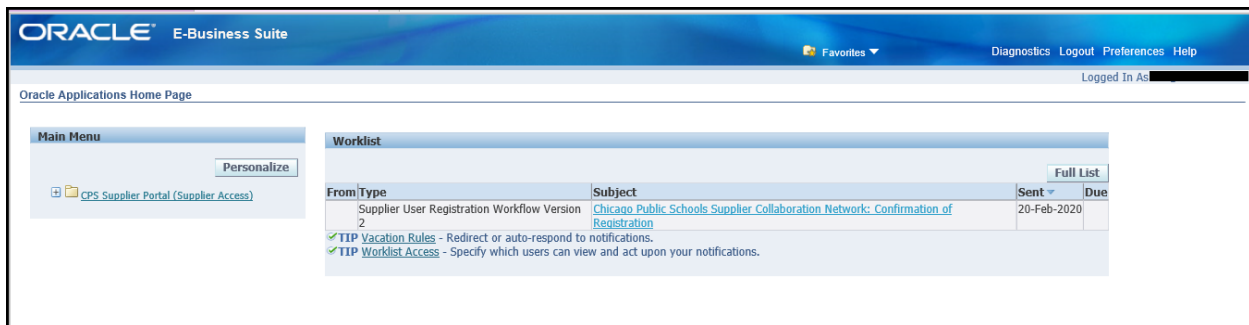 ORACLE® E-Business Suite
Favorites
Diagnostics Logout Preferences Help
Logged In As
Oracle Applications Home Page
Main Menu
Personalize
CPS Supplier Portal (Supplier Access)
Worklist
Full List
From Type Subject Sent Due
Supplier User Registration Workflow Version 2
Chicago Public Schools Supplier Collaboration Network: Confirmation of Registration
20-Feb-2020
TIP Vacation Rules - Redirect or auto-respond to notifications.
TIP Worklist Access - Specify which users can view and act upon your notifications.